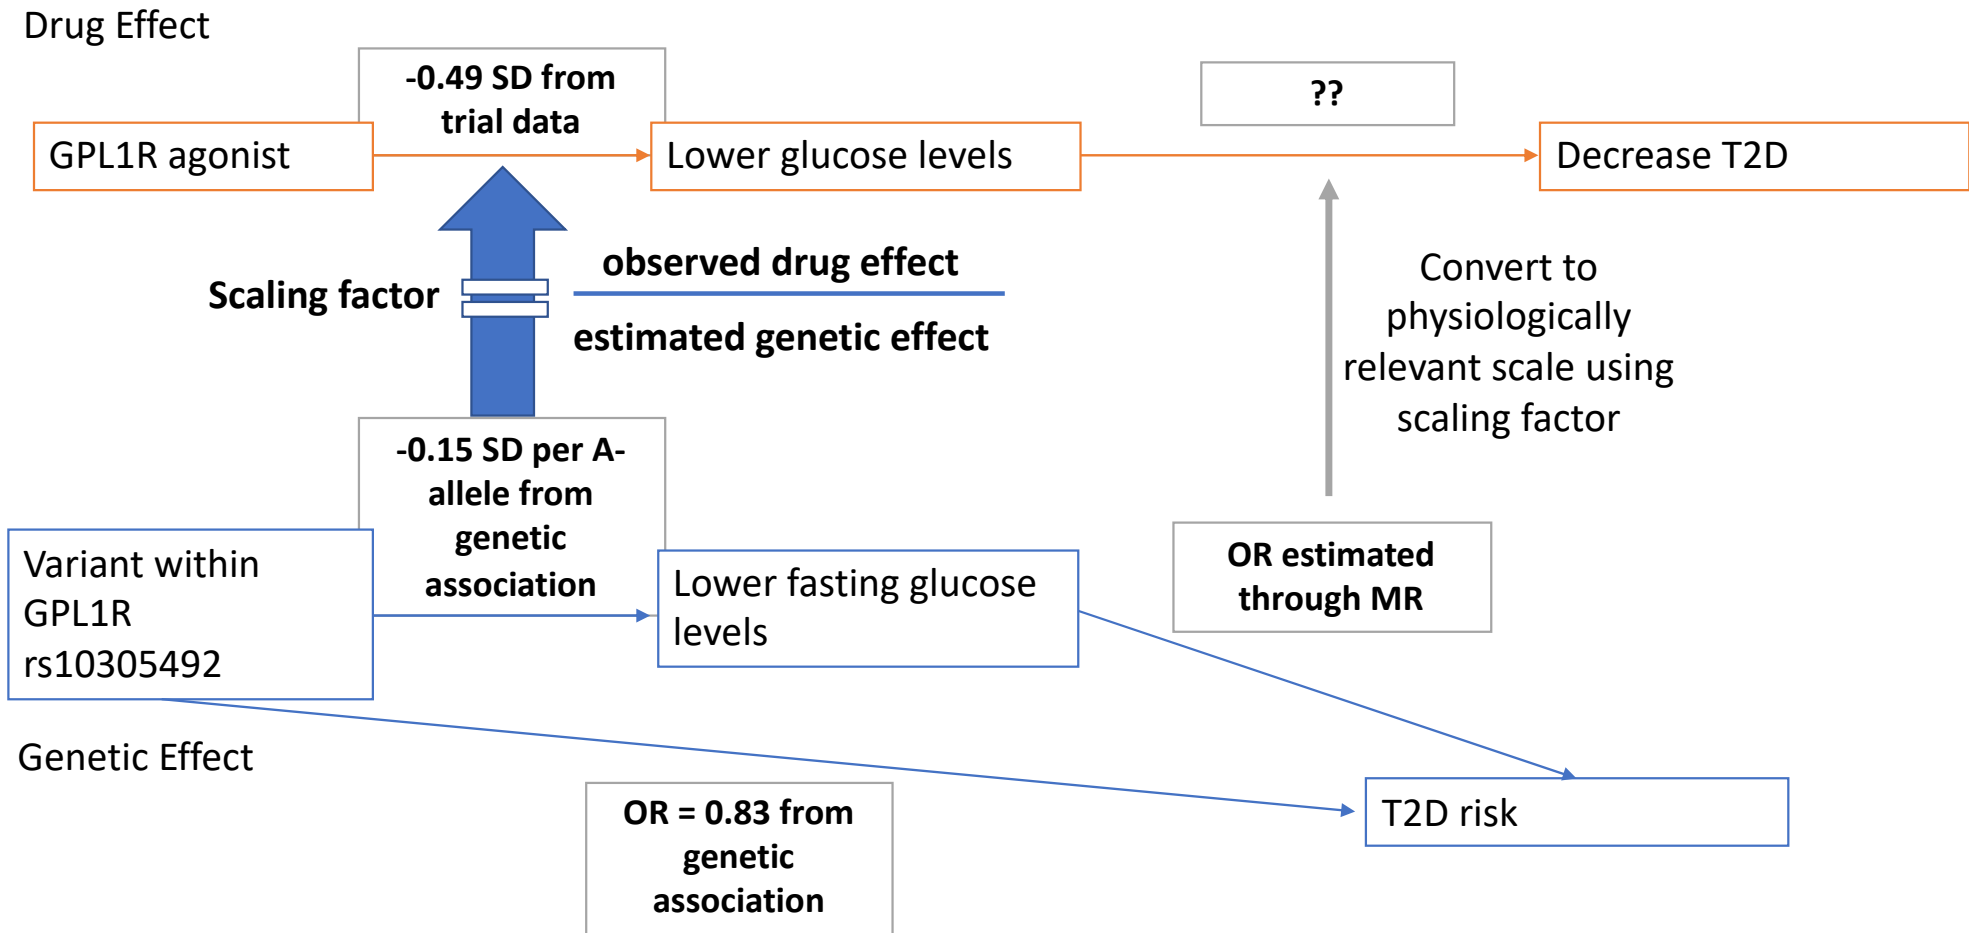 Drug Effect
-0.49 SD from
trial data
??
GPL1R agonist
Lower glucose levels
Decrease T2D
Scaling factor
observed drug effect
estimated genetic effect
Convert to
physiologically
relevant scale using
scaling factor
-0.15 SD per A-
allele from
genetic
association
Variant within
GPL1R
rs10305492
Lower fasting glucose
levels
OR estimated
through MR
Genetic Effect
OR = 0.83 from
genetic
association
T2D risk